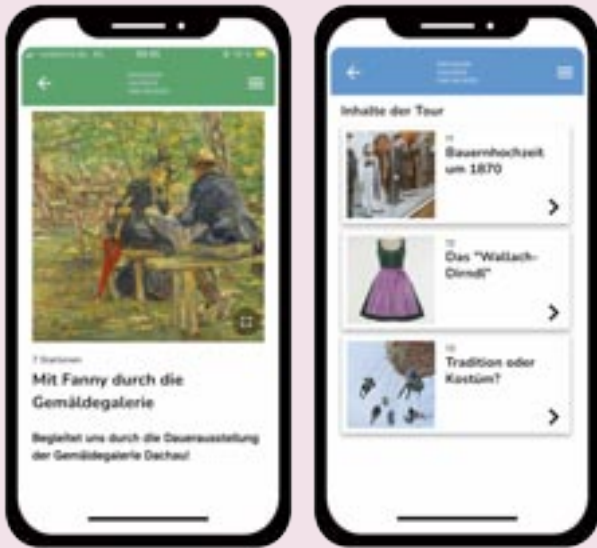 7 Stationen
Mit Fanny durch die
Gemäldegalerie
Begleitet uns durch die Dauerausstellung
der Gemäldegalerie Dachau!
Inhalte der Tour
Bauernhochzeit
um 1870
Das "Wallach-
Dirndl"
Tradition oder
Kostüm?